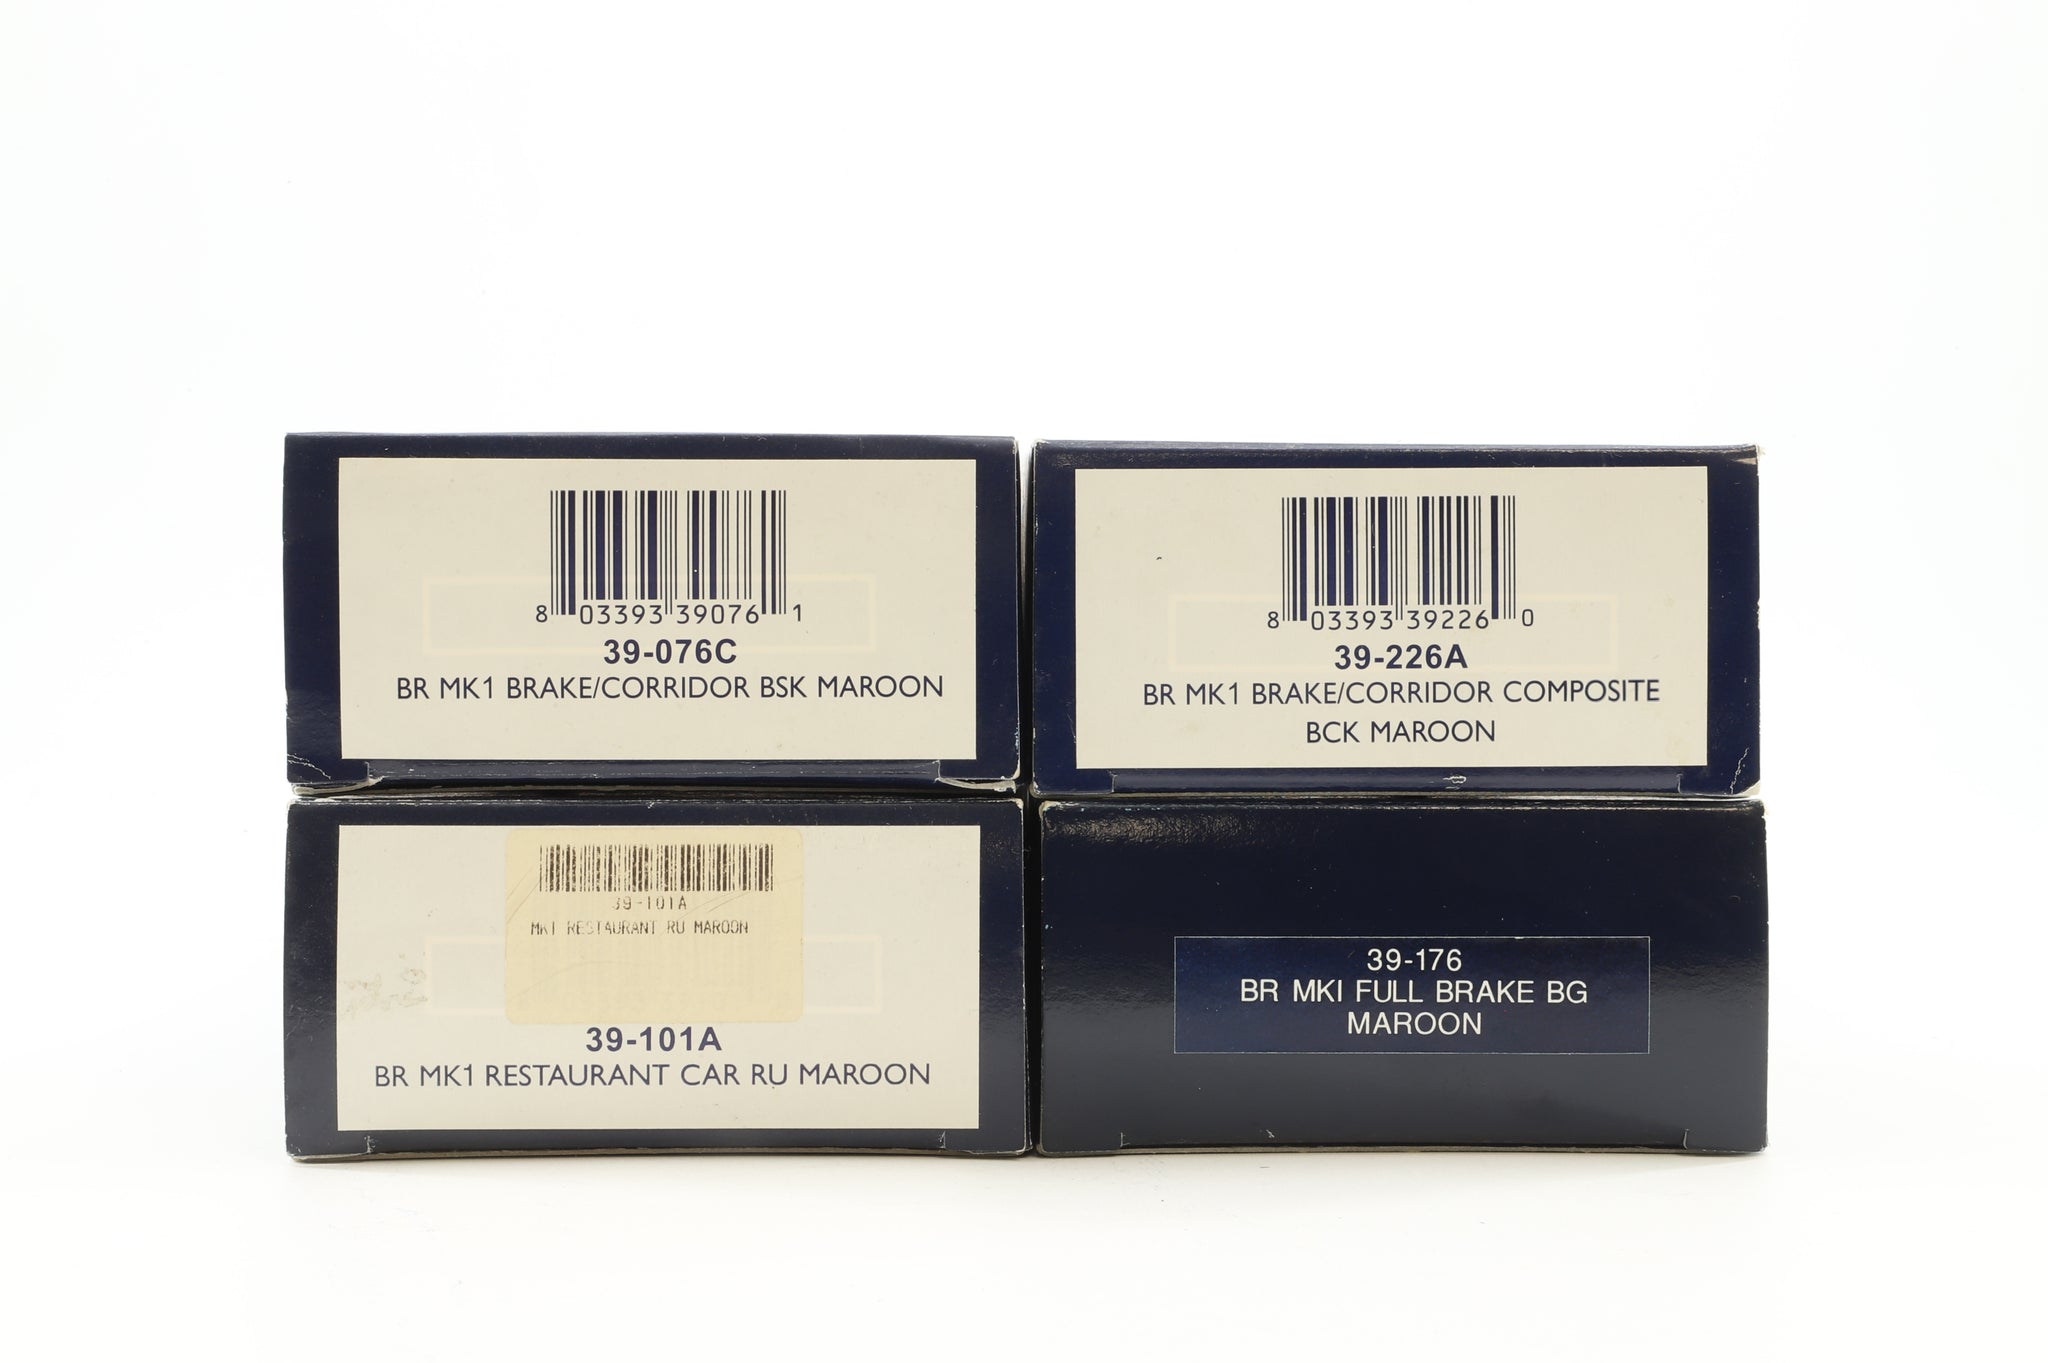 8 03393 39076 1
39-076C
BR MK1 BRAKE/CORRIDOR BSK MAROON
8 03393 39226 0
39-226A
BR MK1 BRAKE/CORRIDOR COMPOSITE
BCK MAROON
39-101A
MK1 RESTAURANT RU MAROON
39-101A
BR MK1 RESTAURANT CAR RU MAROON
39-176
BR MKI FULL BRAKE BG
MAROON